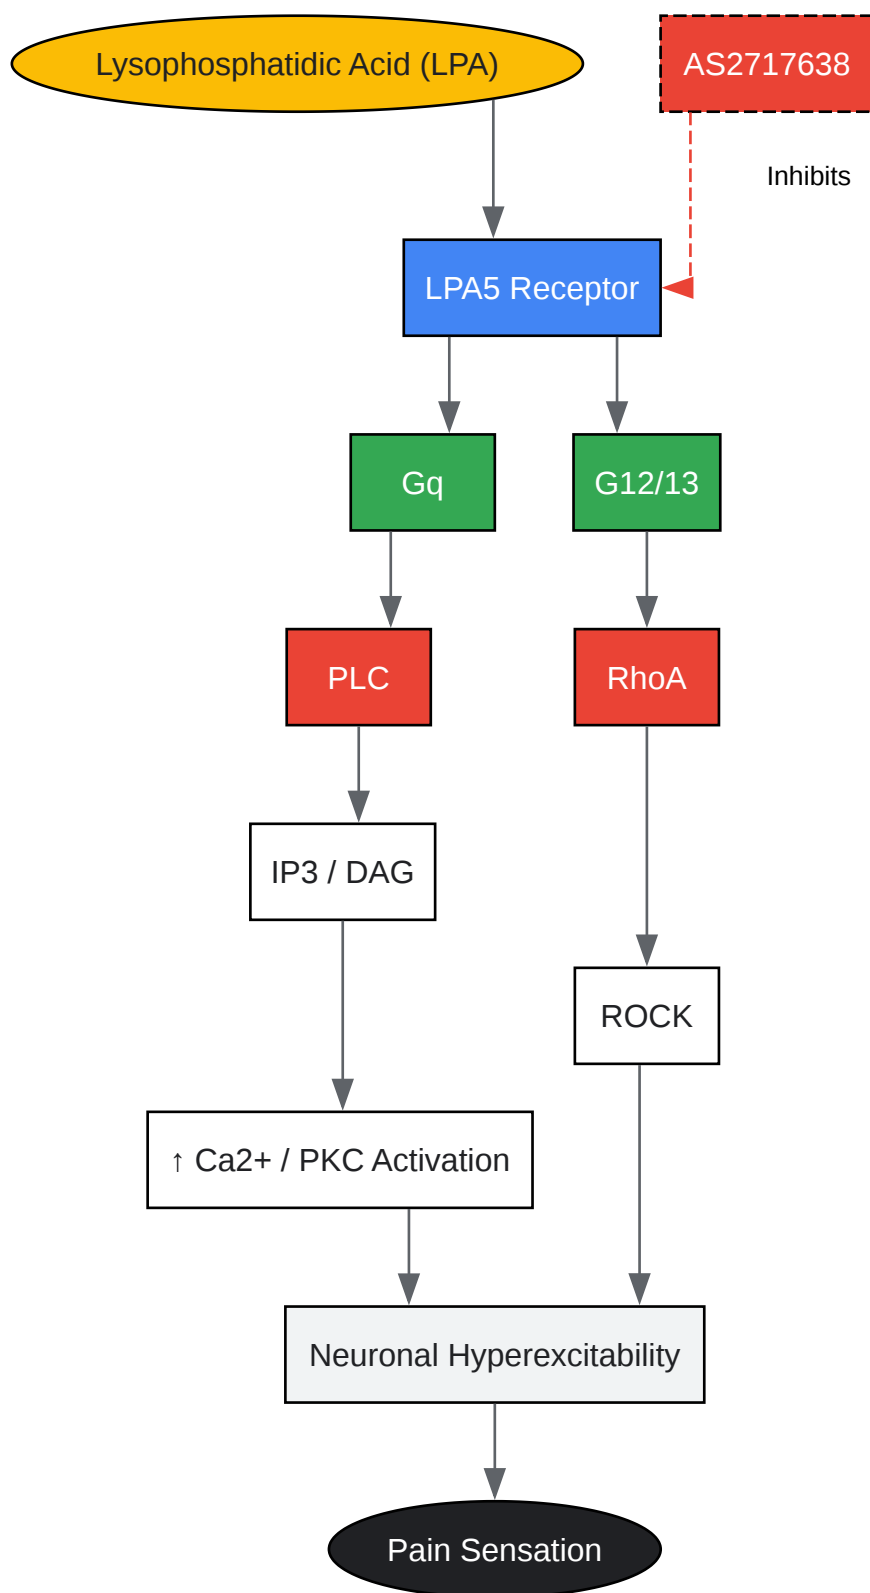 Lysophosphatidic Acid (LPA)
AS2717638
Inhibits
LPA5 Receptor
Gq
G12/13
PLC
RhoA
IP3 / DAG
ROCK
↑ Ca2+ / PKC Activation
Neuronal Hyperexcitability
Pain Sensation